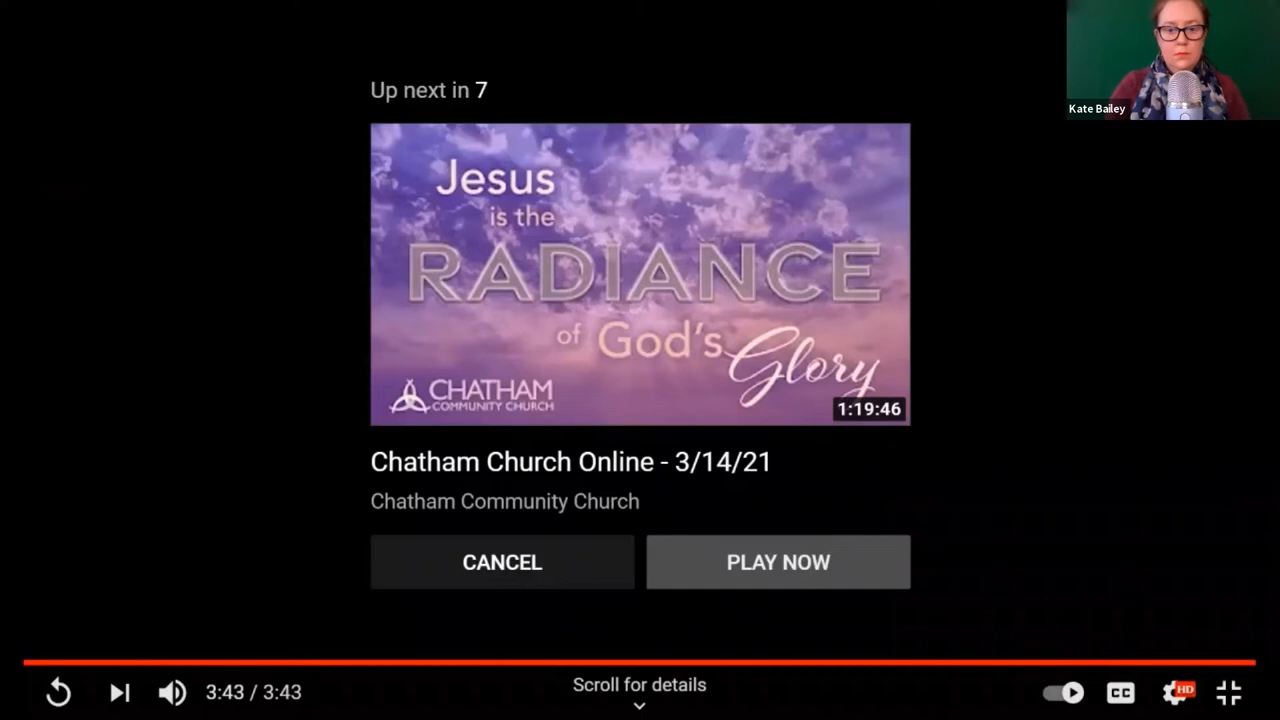 Kate Bailey
Up next in 7
Jesus
is the
RADIANCE
of God's
Glory
CHATHAM
COMMUNITY CHURCH
1:19:46
Chatham Church Online - 3/14/21
Chatham Community Church
CANCEL
PLAY NOW
3:43 / 3:43
Scroll for details
CC
HD